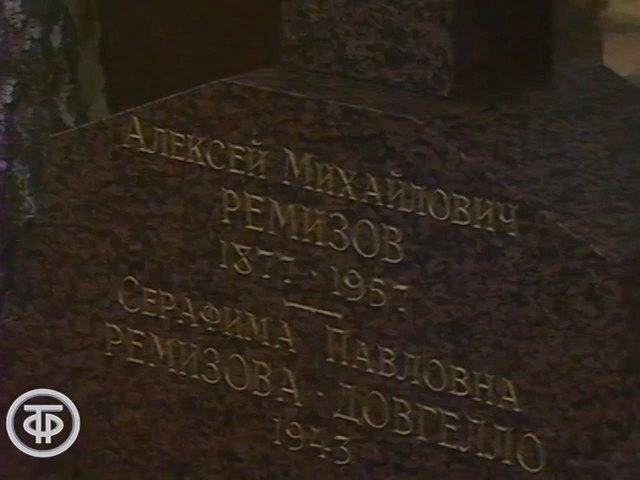 Алексей Михайлович
РЕМИЗОВ
1877 · 1957
Серафима Павловна
РЕМИЗОВА · ДОВГЕЛЛО
1943